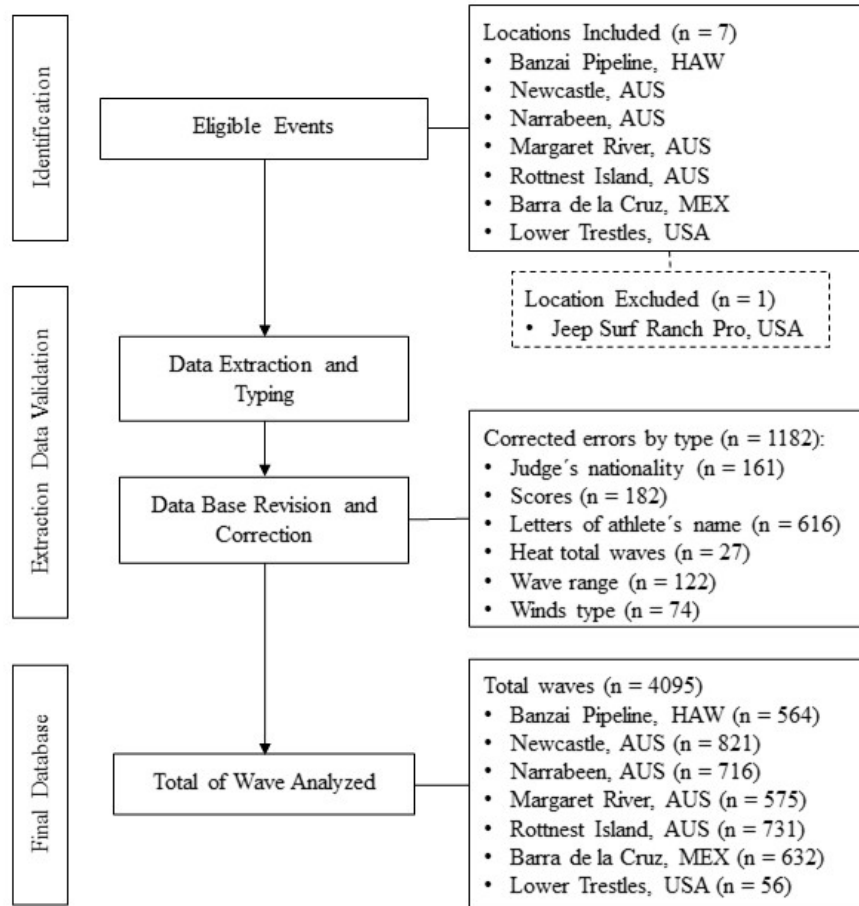 Identification
Eligible Events
Locations Included (n = 7)
• Banzai Pipeline, HAW
• Newcastle, AUS
• Narrabeen, AUS
• Margaret River, AUS
• Rottnest Island, AUS
• Barra de la Cruz, MEX
• Lower Trestles, USA
Location Excluded (n = 1)
• Jeep Surf Ranch Pro, USA
Extraction Data Validation
Data Extraction and
Typing
Data Base Revision and
Correction
Corrected errors by type (n = 1182):
• Judge´s nationality (n = 161)
• Scores (n = 182)
• Letters of athlete´s name (n = 616)
• Heat total waves (n = 27)
• Wave range (n = 122)
• Winds type (n = 74)
Final Database
Total of Wave Analyzed
Total waves (n = 4095)
• Banzai Pipeline, HAW (n = 564)
• Newcastle, AUS (n = 821)
• Narrabeen, AUS (n = 716)
• Margaret River, AUS (n = 575)
• Rottnest Island, AUS (n = 731)
• Barra de la Cruz, MEX (n = 632)
• Lower Trestles, USA (n = 56)